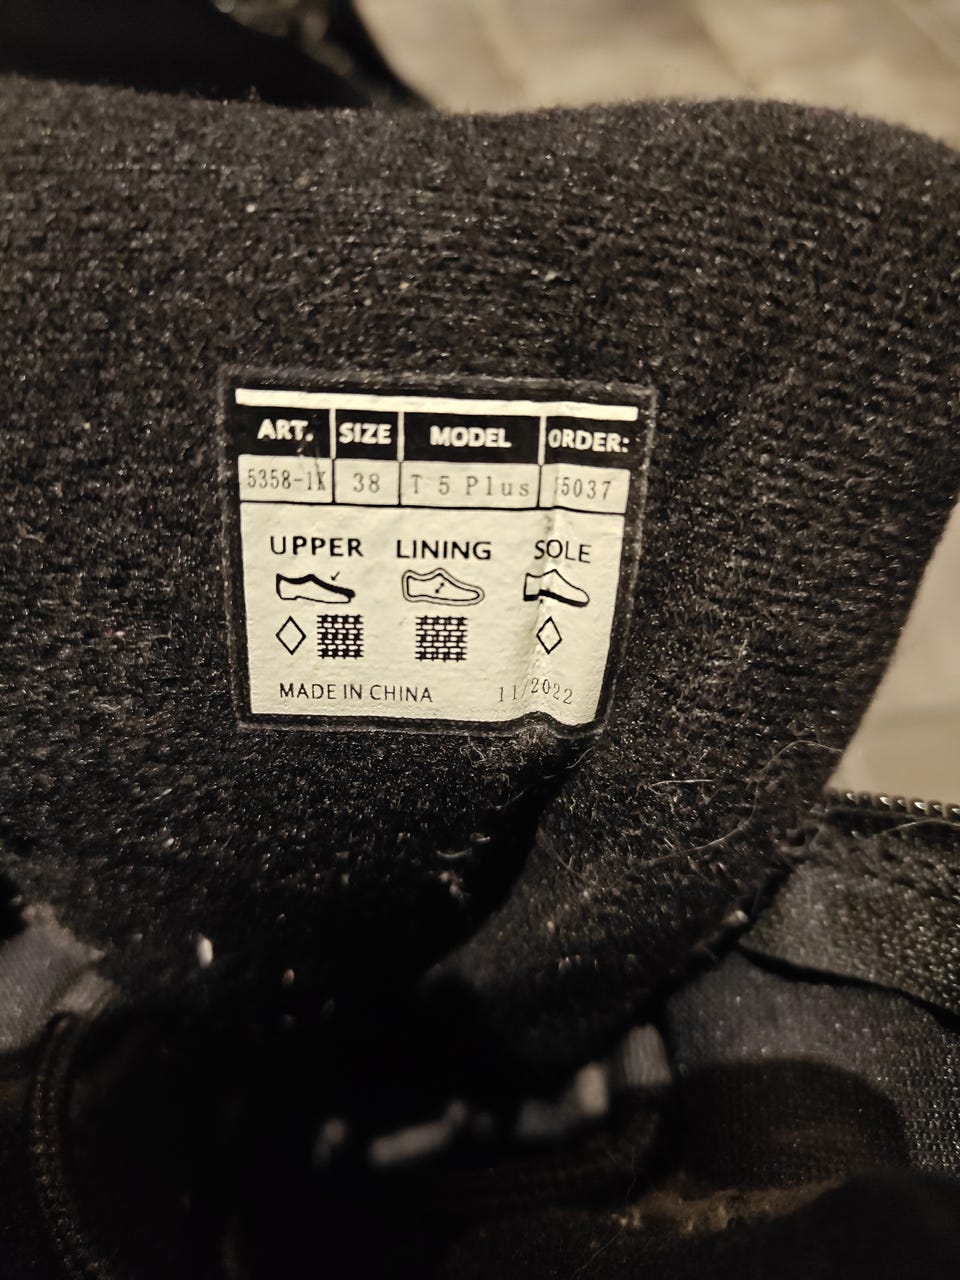 ART. SIZE MODEL ORDER:
5358-1K 38 T 5 Plus 5037
UPPER LINING SOLE
MADE IN CHINA 11/2022